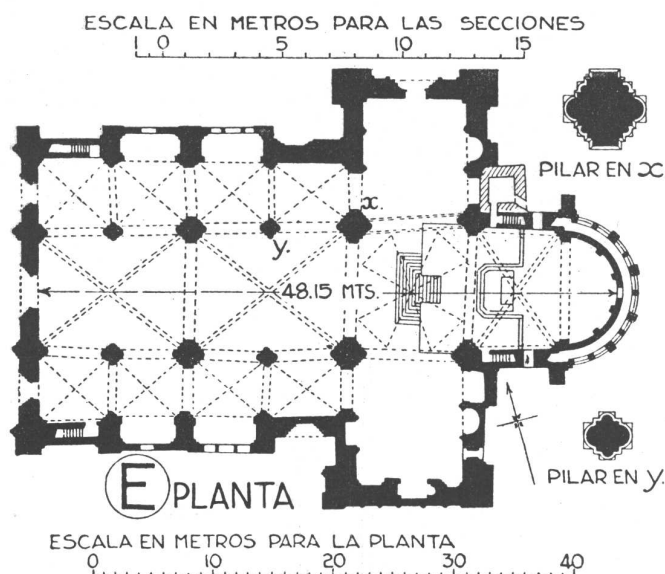 ESCALA EN METROS PARA LAS SECCIONES
1 0 5 10 15
PILAR EN x
x.
y.
48.15 MTS.
PILAR EN y.
E PLANTA
ESCALA EN METROS PARA LA PLANTA
0 10 20 30 40